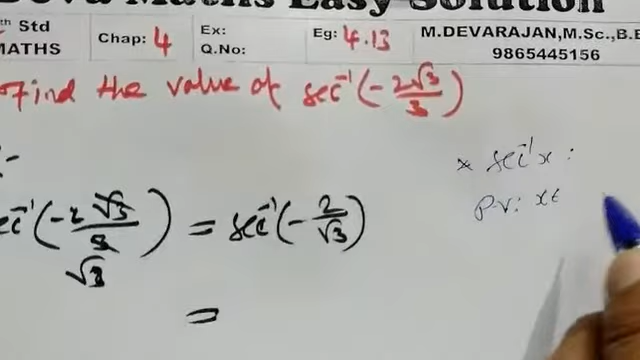 Deva Maths Easy Solution
th Std
MATHS
Chap: 4
Ex:
Q.No:
Eg: 4.13
M.DEVARAJAN,M.Sc.,B.E
9865445156
Find the value of sec⁻¹(-2√3/3)
sec⁻¹(-2√3/3) = sec⁻¹(-2/√3)
√3
=
* sec⁻¹x :
P.V: x∈